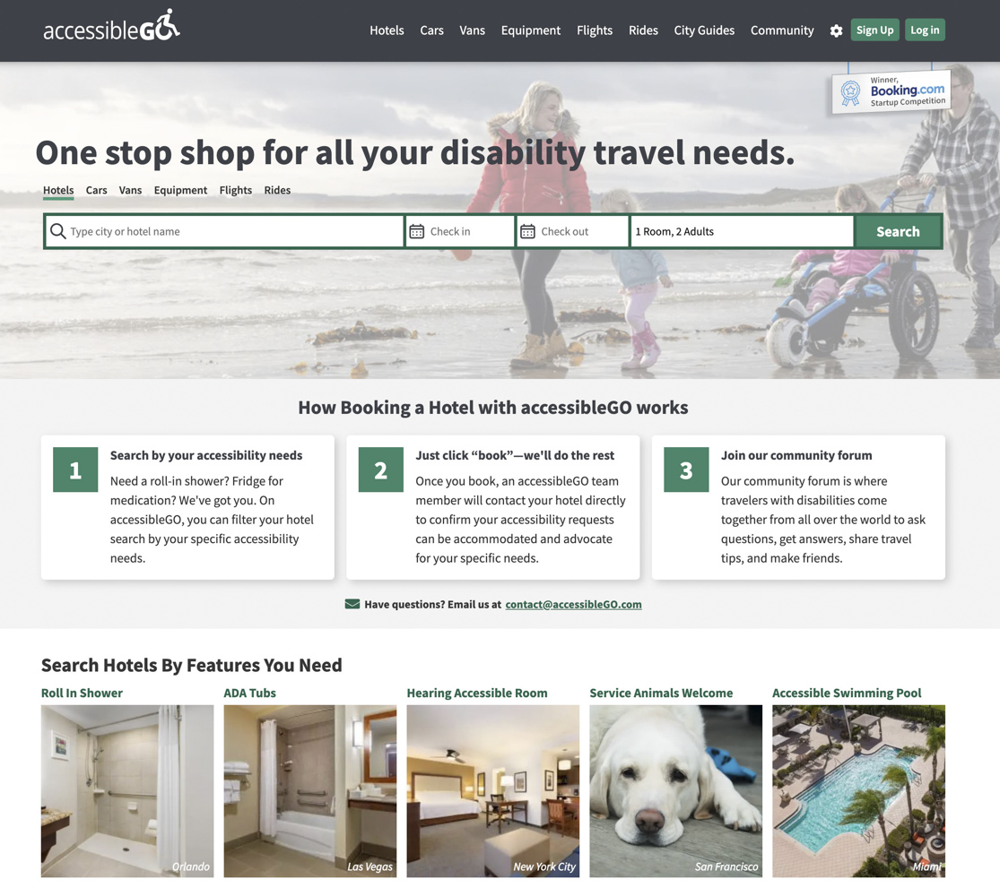 accessibleGO
Hotels Cars Vans Equipment Flights Rides City Guides Community Sign Up Log in
Winner,
Booking.com
Startup Competition
One stop shop for all your disability travel needs.
Hotels Cars Vans Equipment Flights Rides
Type city or hotel name Check in Check out 1 Room, 2 Adults Search
How Booking a Hotel with accessibleGO works
1
Search by your accessibility needs
Need a roll-in shower? Fridge for
medication? We've got you. On
accessibleGO, you can filter your hotel
search by your specific accessibility
needs.
2
Just click “book”—we'll do the rest
Once you book, an accessibleGO team
member will contact your hotel directly
to confirm your accessibility requests
can be accommodated and advocate
for your specific needs.
3
Join our community forum
Our community forum is where
travelers with disabilities come
together from all over the world to ask
questions, get answers, share travel
tips, and make friends.
Have questions? Email us at contact@accessibleGO.com
Search Hotels By Features You Need
Roll In Shower
Orlando
ADA Tubs
Las Vegas
Hearing Accessible Room
New York City
Service Animals Welcome
San Francisco
Accessible Swimming Pool
Miami